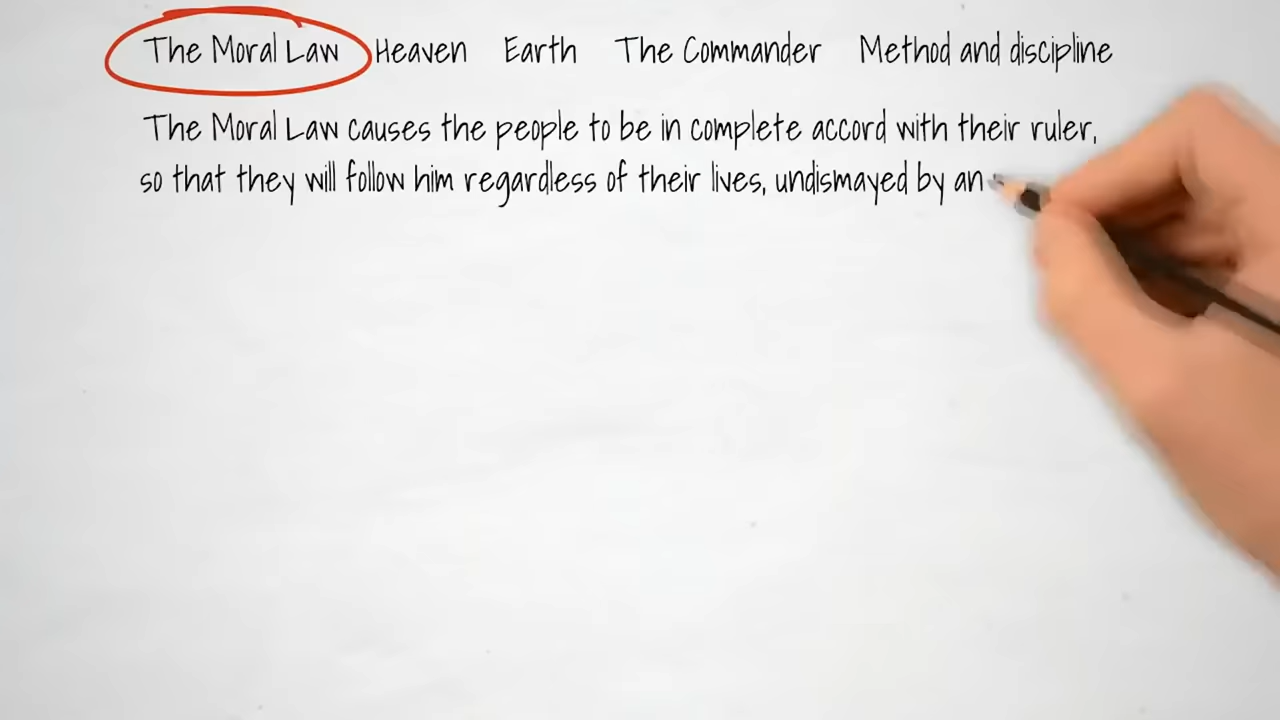 The Moral Law Heaven Earth The Commander Method and discipline
The Moral Law causes the people to be in complete accord with their ruler,
so that they will follow him regardless of their lives, undismayed by an